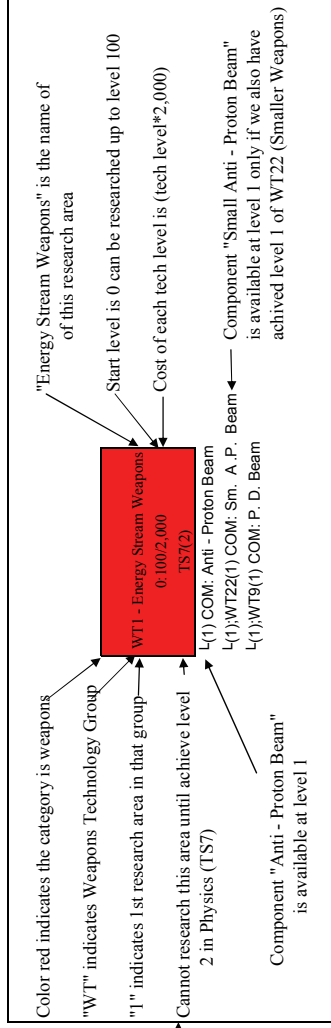 Color red indicates the category is weapons
"WT" indicates Weapons Technology Group
"1" indicates 1st research area in that group
Cannot research this area until achieve level
2 in Physics (TS7)
Component "Anti - Proton Beam"
is available at level 1
WT1 - Energy Stream Weapons
0:100/2,000
TS7(2)
└(1) COM: Anti - Proton Beam
└(1);WT22(1) COM: Sm. A .P. Beam
└(1);WT9(1) COM: P. D. Beam
"Energy Stream Weapons" is the name of
of this research area
Start level is 0 can be researched up to level 100
Cost of each tech level is (tech level*2,000)
Component "Small Anti - Proton Beam"
is available at level 1 only if we also have
achived level 1 of WT22 (Smaller Weapons)